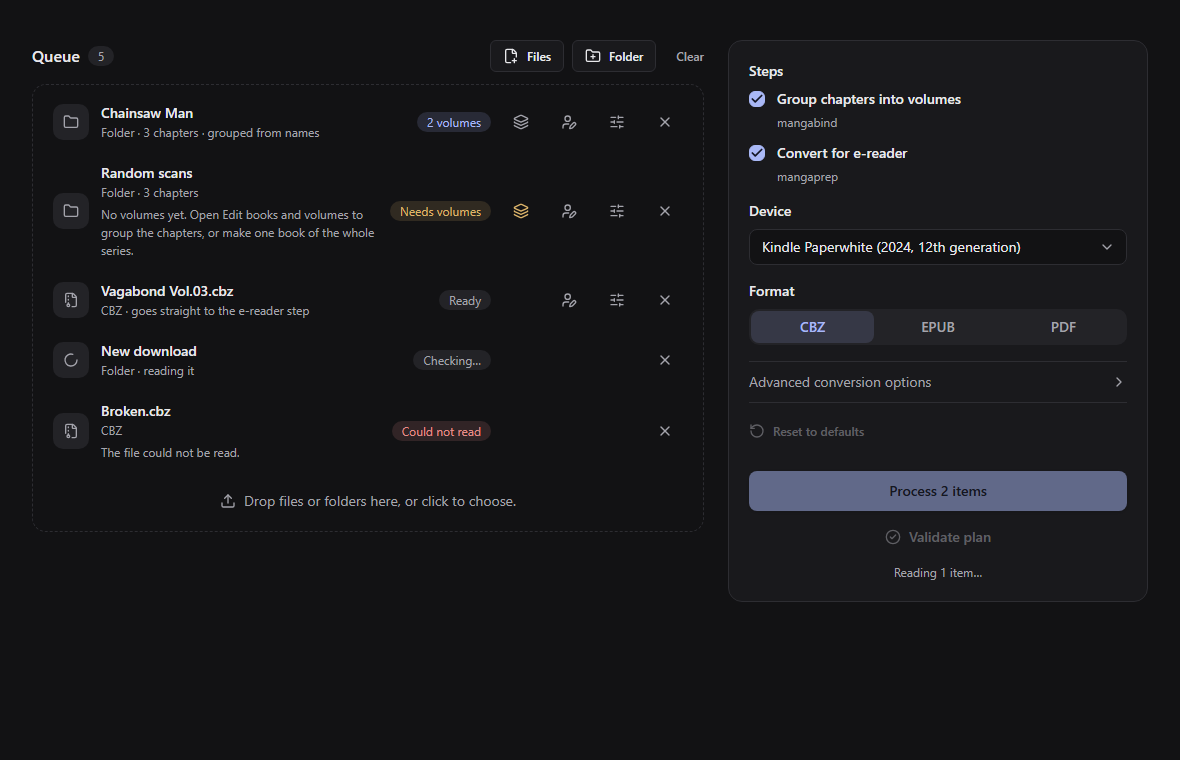 Queue 5
Files
Folder
Clear
Chainsaw Man
Folder · 3 chapters · grouped from names
2 volumes
Random scans
Folder · 3 chapters
No volumes yet. Open Edit books and volumes to
group the chapters, or make one book of the whole
series.
Needs volumes
Vagabond Vol.03.cbz
CBZ · goes straight to the e-reader step
Ready
New download
Folder · reading it
Checking...
Broken.cbz
CBZ
The file could not be read.
Could not read
Drop files or folders here, or click to choose.
Steps
Group chapters into volumes
mangabind
Convert for e-reader
mangaprep
Device
Kindle Paperwhite (2024, 12th generation)
Format
CBZ
EPUB
PDF
Advanced conversion options
Reset to defaults
Process 2 items
Validate plan
Reading 1 item...